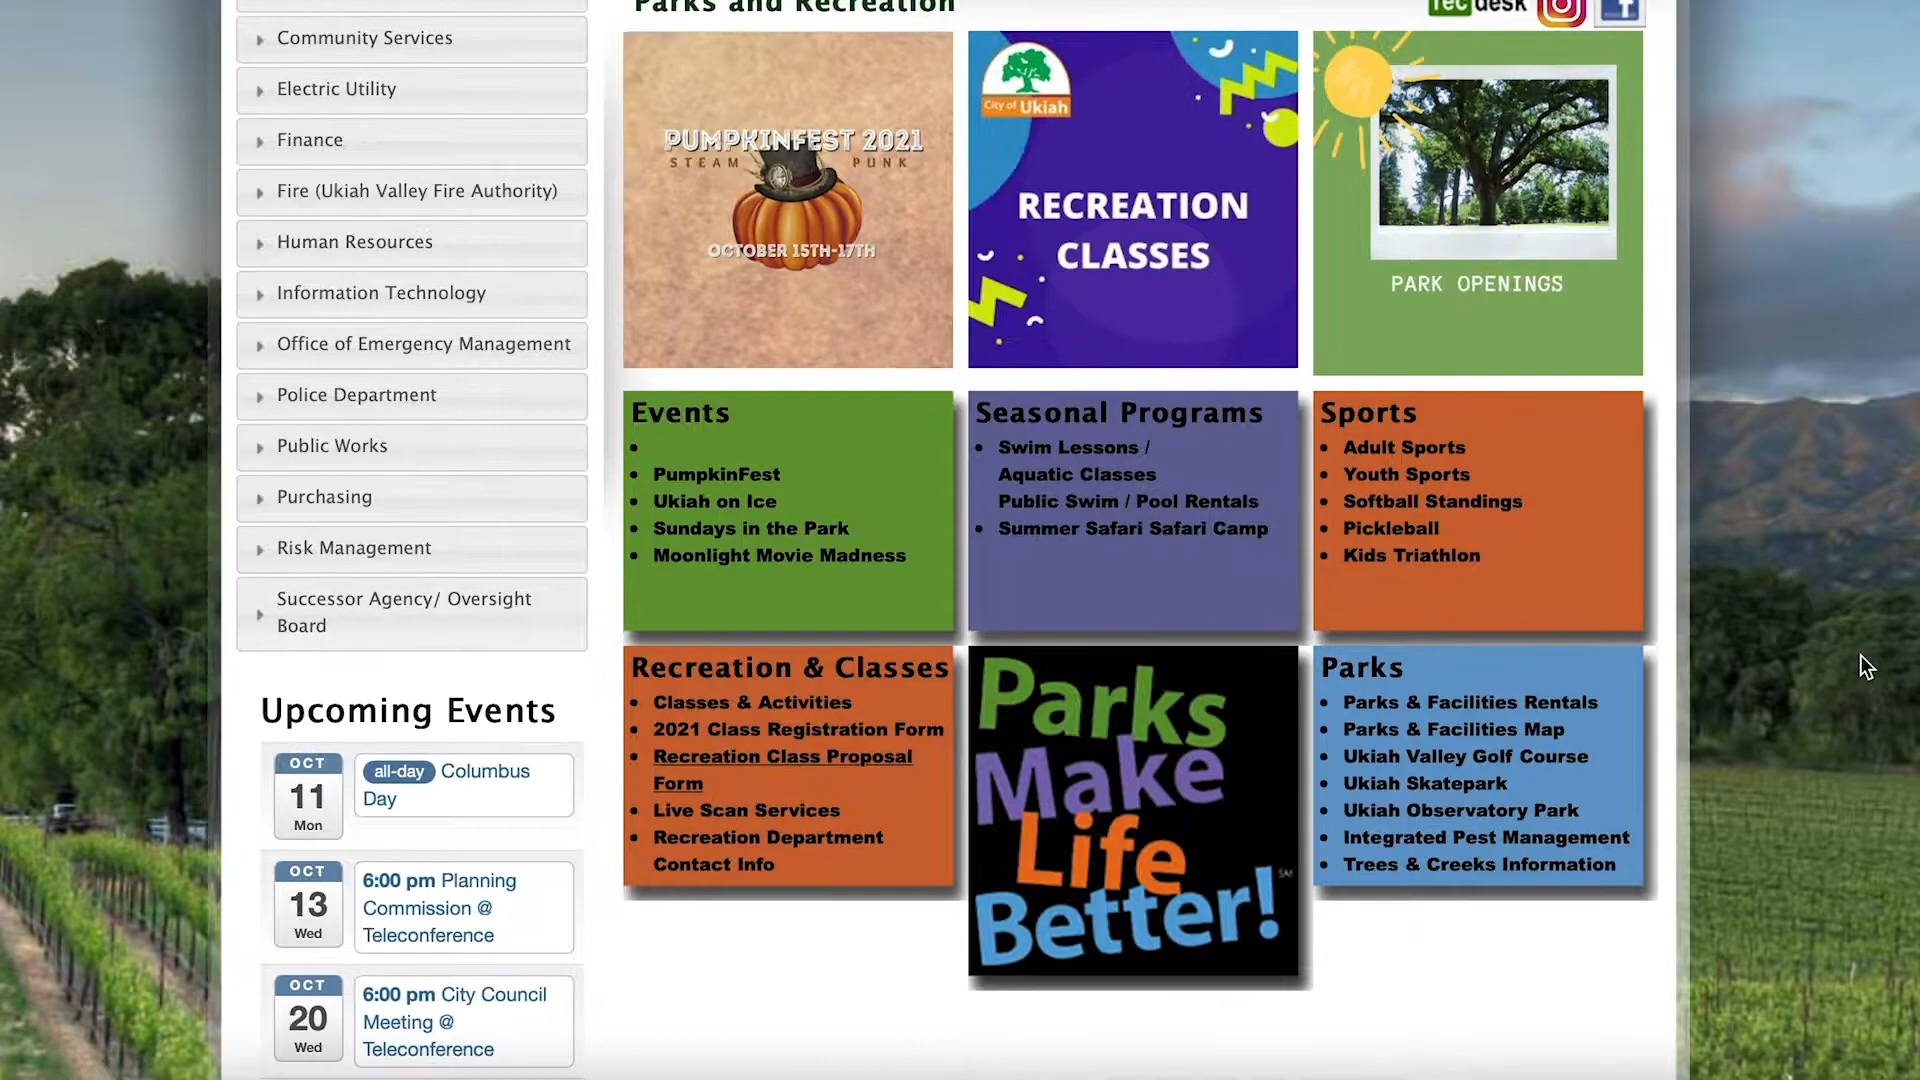 Parks and Recreation
rec desk
Community Services
Electric Utility
Finance
Fire (Ukiah Valley Fire Authority)
Human Resources
Information Technology
Office of Emergency Management
Police Department
Public Works
Purchasing
Risk Management
Successor Agency/ Oversight
Board
PUMPKINFEST 2021
STEAM PUNK
OCTOBER 15TH-17TH
City of Ukiah
RECREATION
CLASSES
PARK OPENINGS
Events
PumpkinFest
Ukiah on Ice
Sundays in the Park
Moonlight Movie Madness
Seasonal Programs
Swim Lessons /
Aquatic Classes
Public Swim / Pool Rentals
Summer Safari Safari Camp
Sports
Adult Sports
Youth Sports
Softball Standings
Pickleball
Kids Triathlon
Recreation & Classes
Classes & Activities
2021 Class Registration Form
Recreation Class Proposal
Form
Live Scan Services
Recreation Department
Contact Info
Parks
Make
Life
Better!
SM
Parks
Parks & Facilities Rentals
Parks & Facilities Map
Ukiah Valley Golf Course
Ukiah Skatepark
Ukiah Observatory Park
Integrated Pest Management
Trees & Creeks Information
Upcoming Events
OCT
11
Mon
all-day Columbus
Day
OCT
13
Wed
6:00 pm Planning
Commission @
Teleconference
OCT
20
Wed
6:00 pm City Council
Meeting @
Teleconference